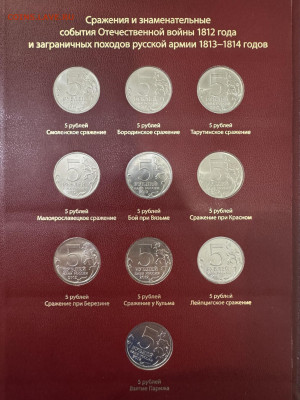 Сражения и знаменательные
события Отечественной войны 1812 года
и заграничных походов русской армии 1813–1814 годов
5 рублей
Смоленское сражение
5 рублей
Бородинское сражение
5 рублей
Тарутинское сражение
5 рублей
Малоярославецкое сражение
5 рублей
Бой при Вязьме
5 рублей
Сражение при Красном
5 рублей
Сражение при Березине
5 рублей
Сражение у Кульма
5 рублей
Лейпцигское сражение
5 рублей
Взятие Парижа